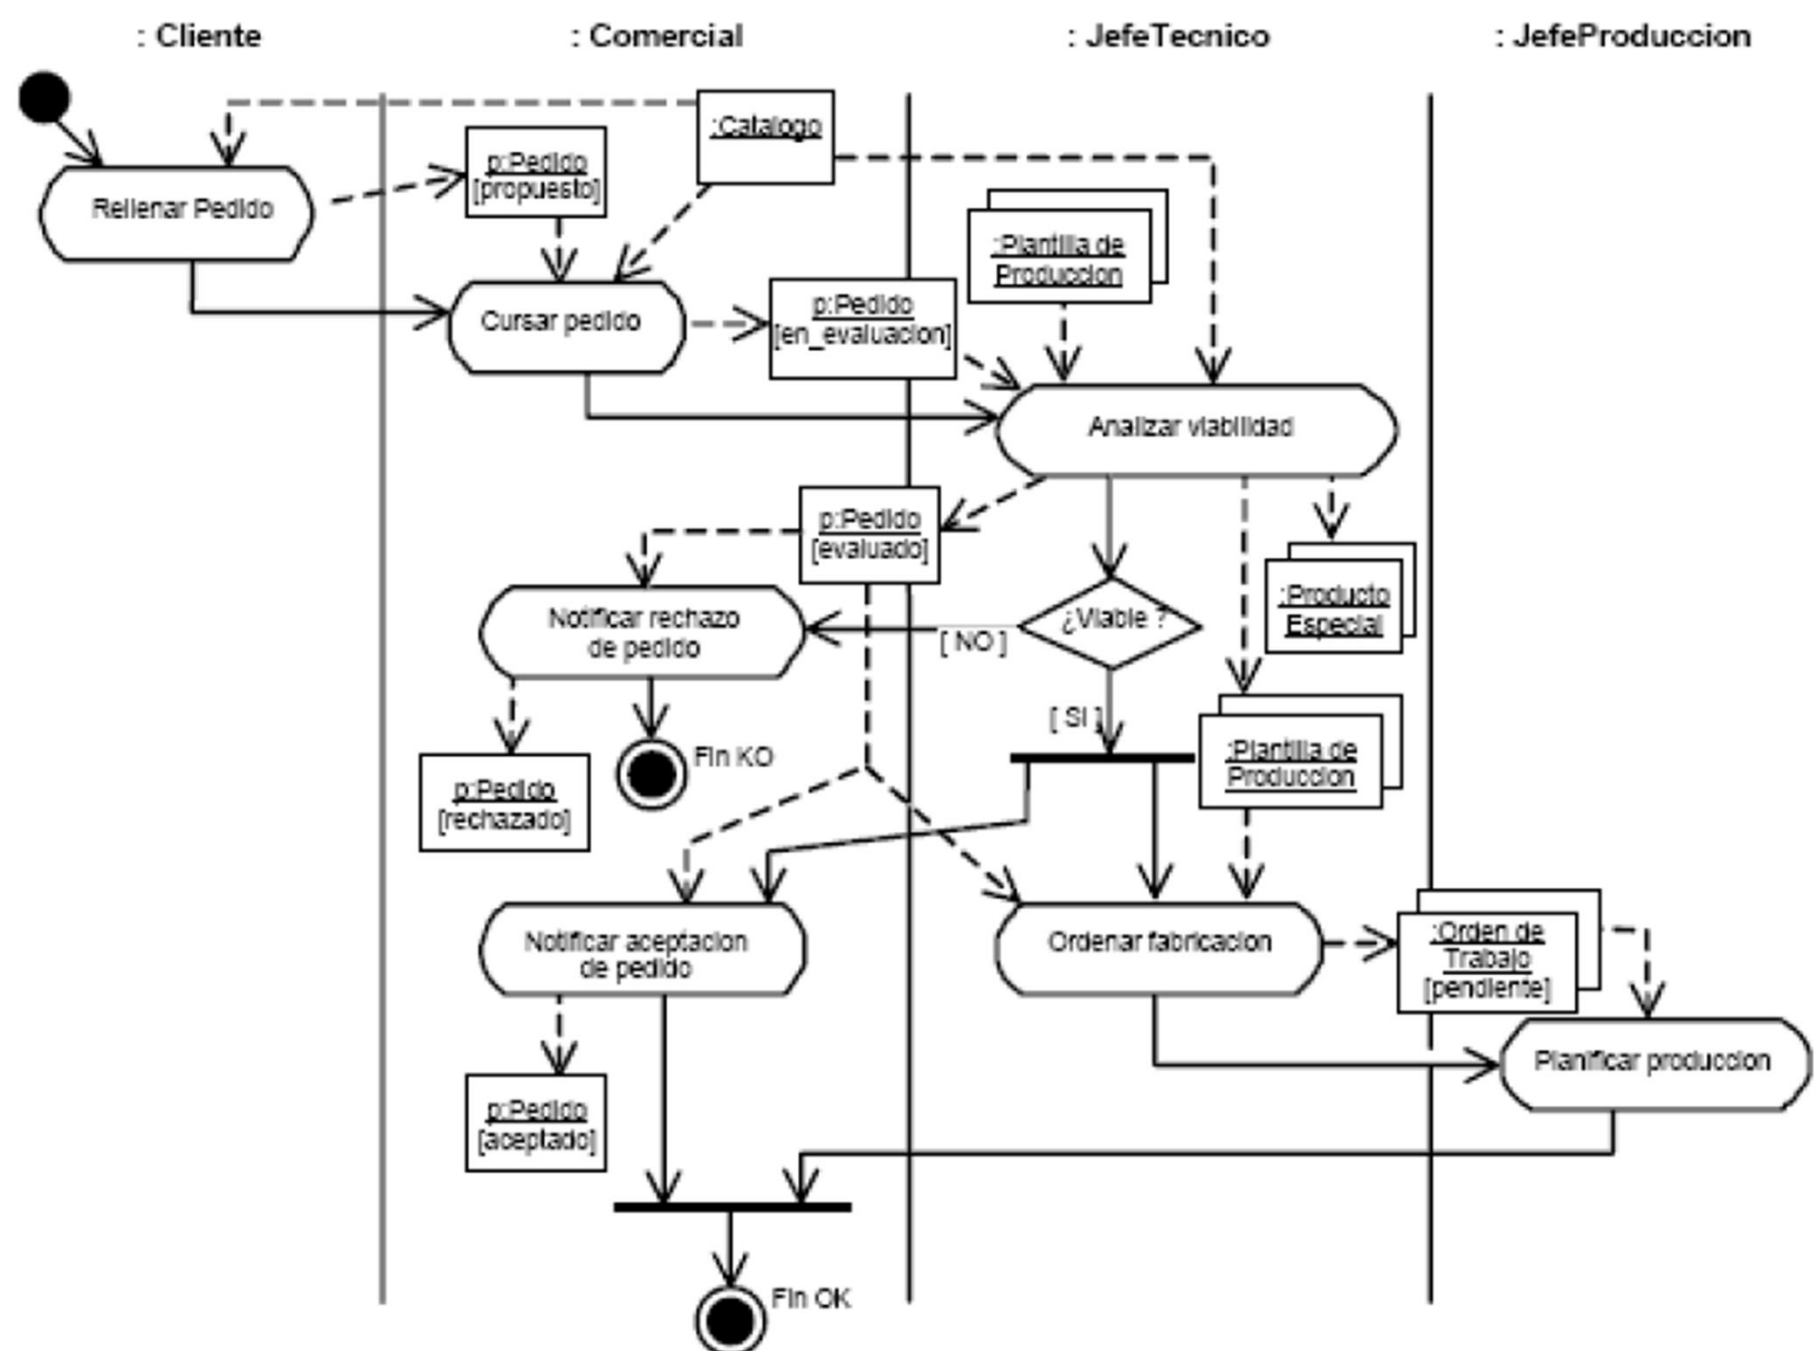 : Cliente
: Comercial
: JefeTecnico
: JefeProduccion
:Catalogo
p:Pedido
[propuesto]
Rellenar Pedido
:Plantilla de
Produccion
Cursar pedido
p:Pedido
[en_evaluacion]
Analizar viabilidad
p:Pedido
[evaluado]
Notificar rechazo
de pedido
[ NO ]
¿Viable ?
:Producto
Especial
[ SI ]
Fin KO
:Plantilla de
Produccion
p:Pedido
[rechazado]
Notificar aceptacion
de pedido
Ordenar fabricacion
:Orden de
Trabajo
[pendiente]
Planificar produccion
p:Pedido
[aceptado]
Fin OK